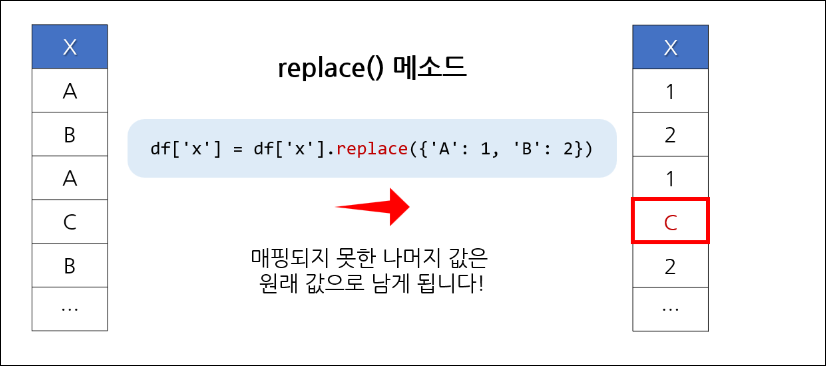 X
A
B
A
C
B
...
replace() 메소드
df['x'] = df['x'].replace({'A': 1, 'B': 2})
매핑되지 못한 나머지 값은
원래 값으로 남게 됩니다!
X
1
2
1
C
2
...